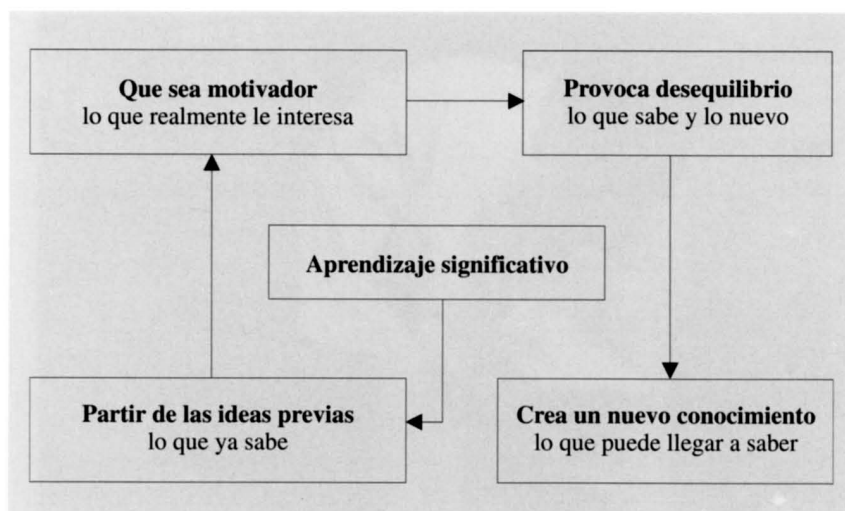 Que sea motivador
lo que realmente le interesa
Provoca desequilibrio
lo que sabe y lo nuevo
Aprendizaje significativo
Partir de las ideas previas
lo que ya sabe
Crea un nuevo conocimiento
lo que puede llegar a saber